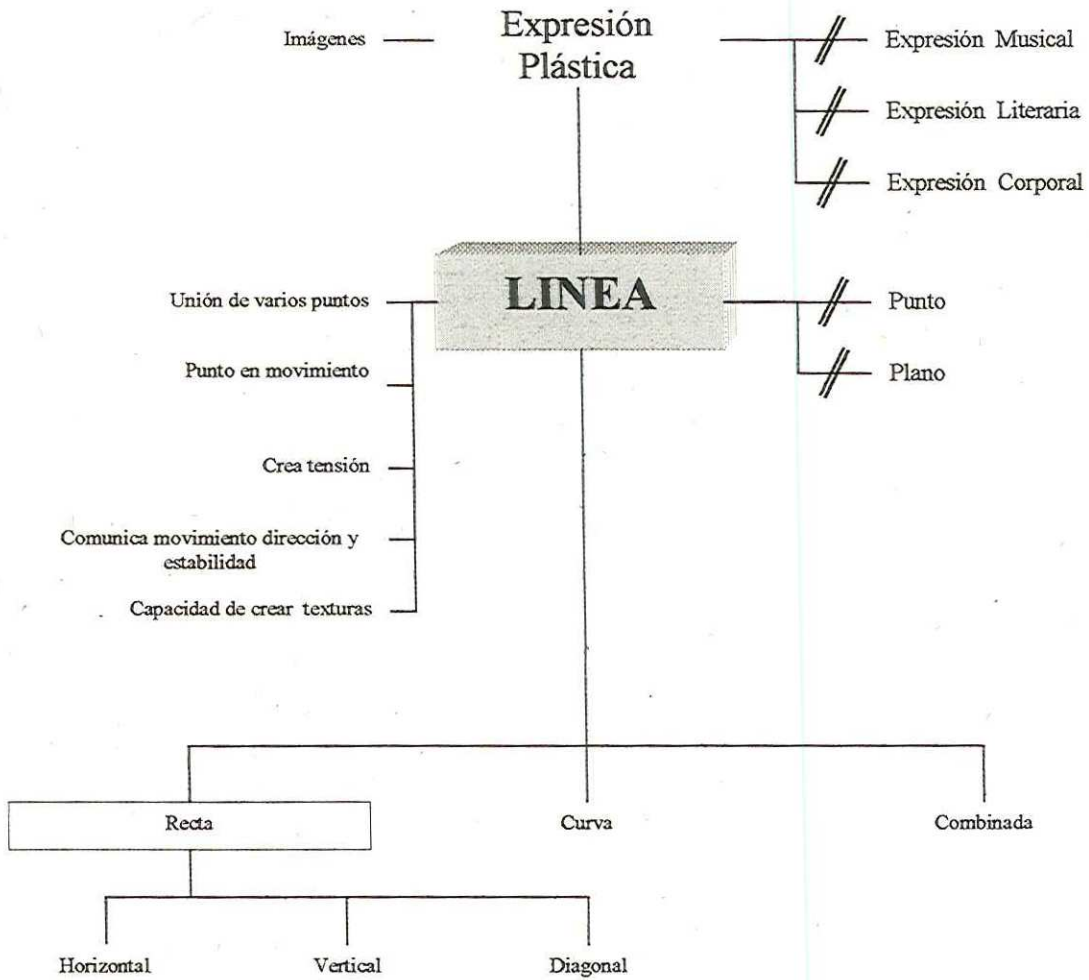 Imágenes
Expresión
Plástica
Expresión Musical
Expresión Literaria
Expresión Corporal
LINEA
Unión de varios puntos
Punto
Punto en movimiento
Plano
Crea tensión
Comunica movimiento dirección y
estabilidad
Capacidad de crear texturas
Recta
Curva
Combinada
Horizontal
Vertical
Diagonal